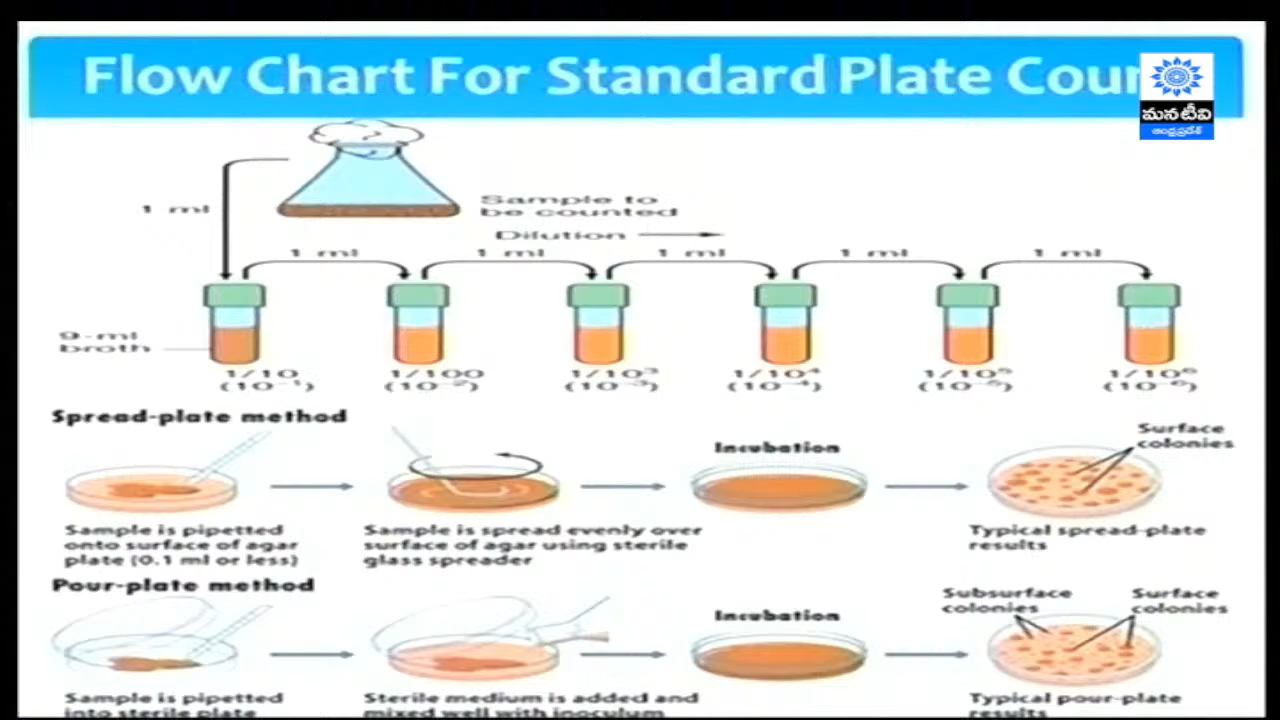 Flow Chart For Standard Plate Coun
మనటీవి
ఆంధ్రప్రదేశ్
1 ml
Sample to
be counted
Dilution
1 ml
1 ml
1 ml
1 ml
1 ml
9-ml
broth
1/10
(10⁻¹)
1/100
(10⁻²)
1/10³
(10⁻³)
1/10⁴
(10⁻⁴)
1/10⁵
(10⁻⁵)
1/10⁶
(10⁻⁶)
Spread-plate method
Incubation
Surface
colonies
Sample is pipetted
onto surface of agar
plate (0.1 ml or less)
Sample is spread evenly over
surface of agar using sterile
glass spreader
Typical spread-plate
results
Pour-plate method
Incubation
Subsurface
colonies
Surface
colonies
Sample is pipetted
into sterile plate
Sterile medium is added and
mixed well with inoculum
Typical pour-plate
results